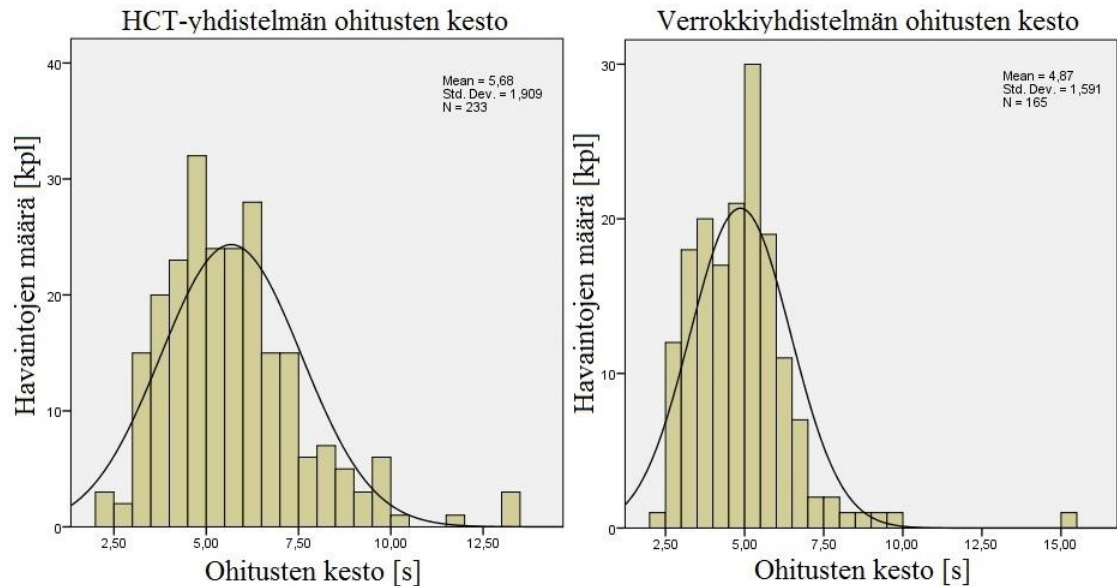 HCT-yhdistelmän ohitusten kesto
Mean = 5,68
Std. Dev. = 1,909
N = 233
Havaintojen määrä [kpl]
40
30
20
10
0
2,50 5,00 7,50 10,00 12,50
Ohitusten kesto [s]
Verrokkiyhdistelmän ohitusten kesto
Mean = 4,87
Std. Dev. = 1,591
N = 165
Havaintojen määrä [kpl]
30
20
10
0
2,50 5,00 7,50 10,00 12,50 15,00
Ohitusten kesto [s]